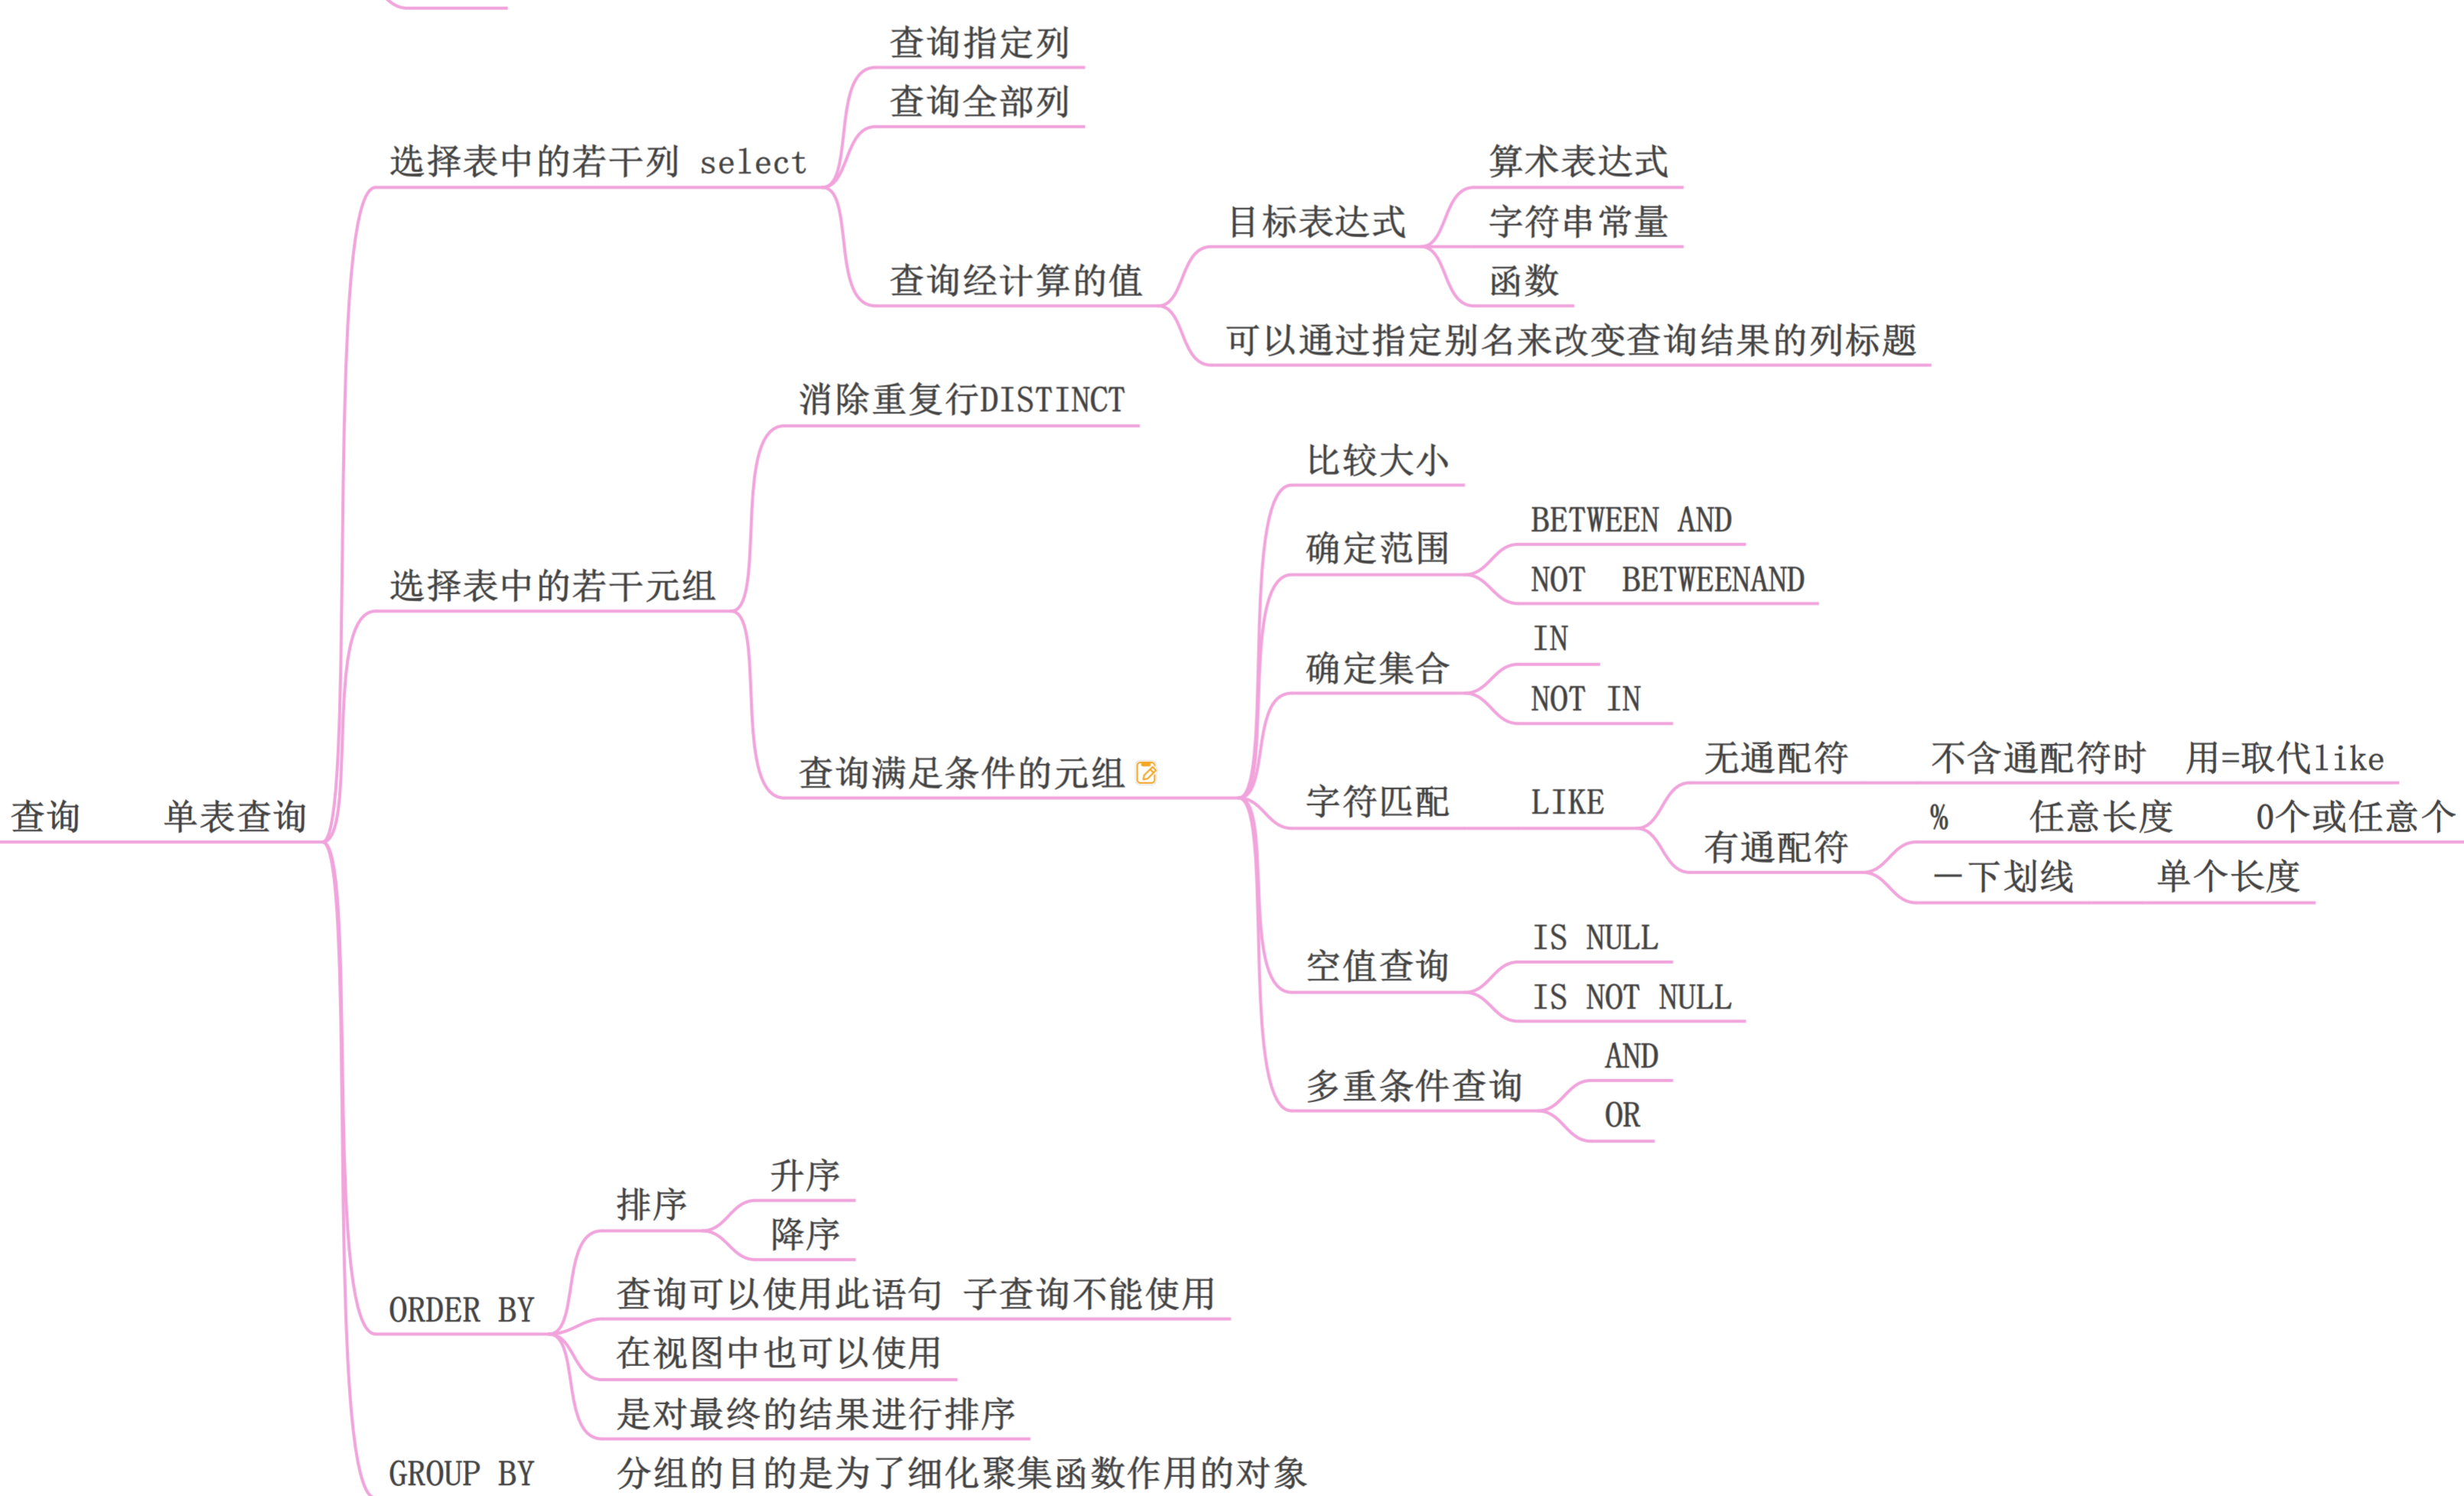 查询指定列
查询全部列
选择表中的若干列 select
算术表达式
目标表达式
字符串常量
查询经计算的值
函数
可以通过指定别名来改变查询结果的列标题
消除重复行DISTINCT
比较大小
BETWEEN AND
确定范围
NOT BETWEENAND
选择表中的若干元组
IN
确定集合
NOT IN
查询满足条件的元组
无通配符 不含通配符时 用=取代like
字符匹配 LIKE
查询 单表查询
% 任意长度 0个或任意个
有通配符
一下划线 单个长度
IS NULL
空值查询
IS NOT NULL
AND
多重条件查询
OR
升序
排序
降序
ORDER BY
查询可以使用此语句 子查询不能使用
在视图中也可以使用
是对最终的结果进行排序
GROUP BY 分组的目的是为了细化聚集函数作用的对象